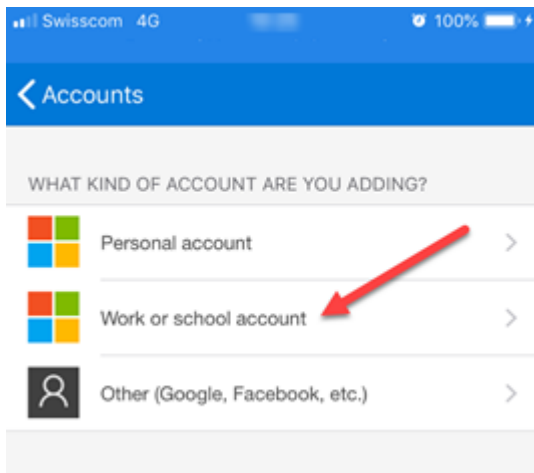 Swisscom 4G 100%
Accounts
WHAT KIND OF ACCOUNT ARE YOU ADDING?
Personal account
Work or school account
Other (Google, Facebook, etc.)